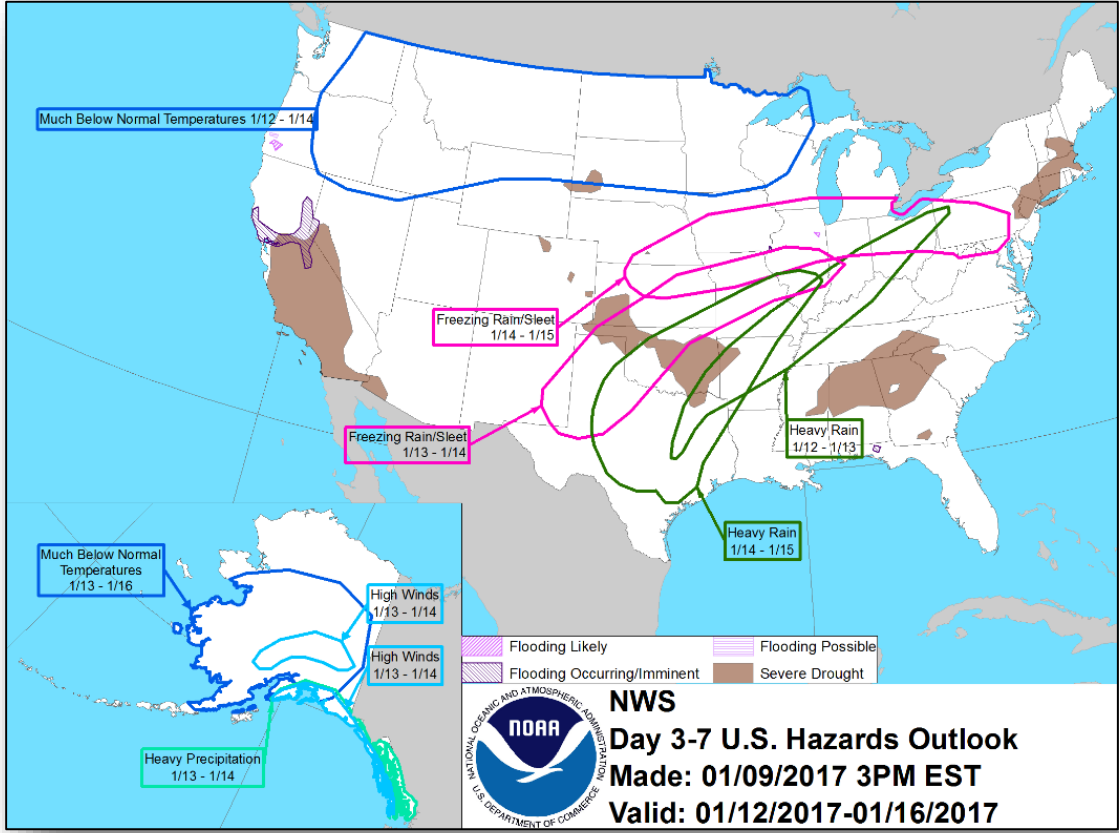 Much Below Normal Temperatures 1/12 - 1/14
Freezing Rain/Sleet
1/14 - 1/15
Freezing Rain/Sleet
1/13 - 1/14
Heavy Rain
1/12 - 1/13
Heavy Rain
1/14 - 1/15
Much Below Normal
Temperatures
1/13 - 1/16
High Winds
1/13 - 1/14
High Winds
1/13 - 1/14
Heavy Precipitation
1/13 - 1/14
Flooding Likely
Flooding Possible
Flooding Occurring/Imminent
Severe Drought
NATIONAL OCEANIC AND ATMOSPHERIC ADMINISTRATION
NOAA
U.S. DEPARTMENT OF COMMERCE
NWS
Day 3-7 U.S. Hazards Outlook
Made: 01/09/2017 3PM EST
Valid: 01/12/2017-01/16/2017